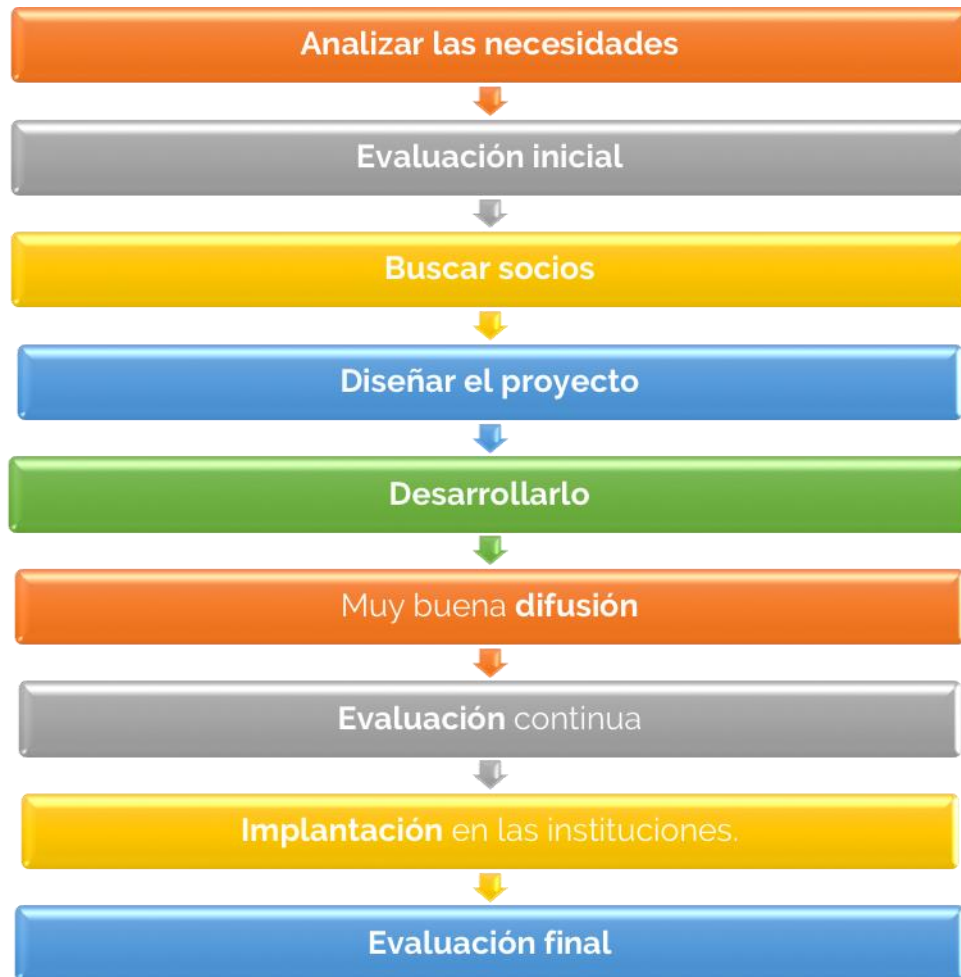 Analizar las necesidades
Evaluación inicial
Buscar socios
Diseñar el proyecto
Desarrollarlo
Muy buena difusión
Evaluación continua
Implantación en las instituciones.
Evaluación final